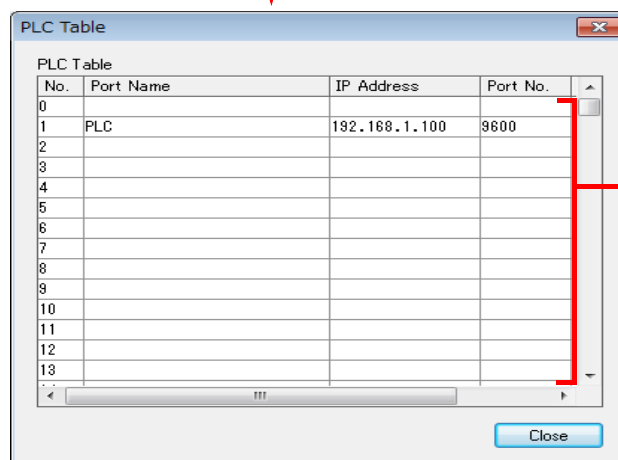 PLC Table
PLC Table
No. Port Name IP Address Port No.
0
1 PLC 192.168.1.100 9600
2
3
4
5
6
7
8
9
10
11
12
13
Close